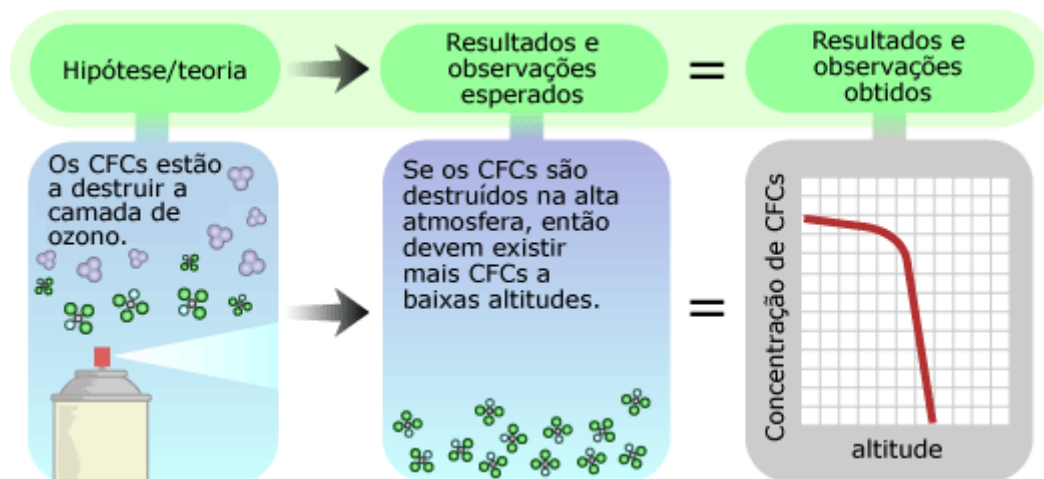 Hipótese/teoria
Resultados e
observações
esperados
=
Resultados e
observações
obtidos
Os CFCs estão
a destruir a
camada de
ozono.
Se os CFCs são
destruídos na alta
atmosfera, então
devem existir
mais CFCs a
baixas altitudes.
=
Concentração de CFCs
altitude